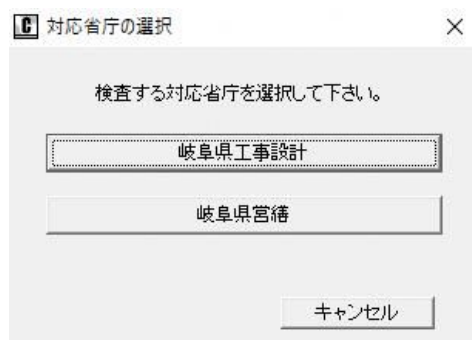 対応省庁の選択
検査する対応省庁を選択して下さい。
岐阜県工事設計
岐阜県営繕
キャンセル